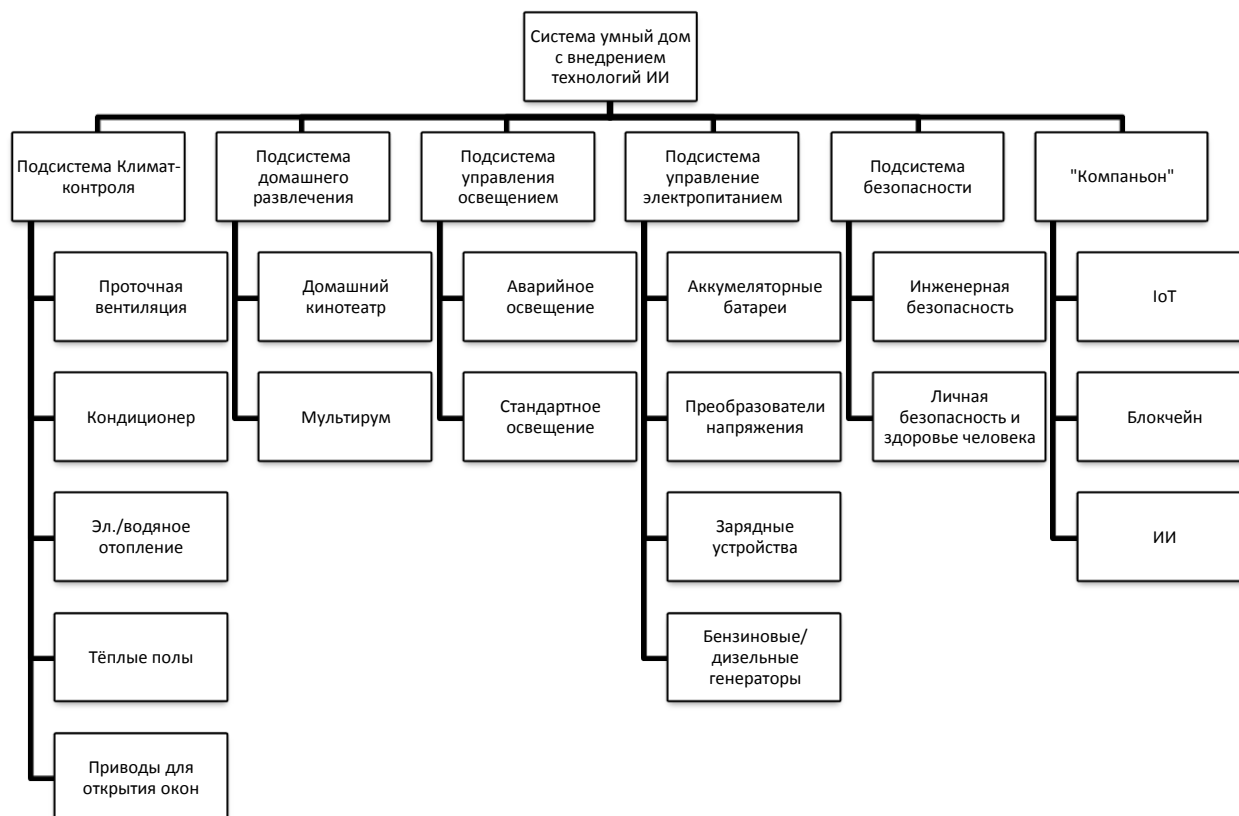 Система умный дом
с внедрением
технологий ИИ
Подсистема Климат-
контроля
Подсистема
домашнего
развлечения
Подсистема
управления
освещением
Подсистема
управление
электропитанием
Подсистема
безопасности
"Компаньон"
Проточная
вентиляция
Домашний
кинотеатр
Аварийное
освещение
Аккумеляторные
батареи
Инженерная
безопасность
IoT
Кондиционер
Мультирум
Стандартное
освещение
Преобразователи
напряжения
Личная
безопасность и
здоровье человека
Блокчейн
Эл./водяное
отопление
Зарядные
устройства
ИИ
Тёплые полы
Бензиновые/
дизельные
генераторы
Приводы для
открытия окон